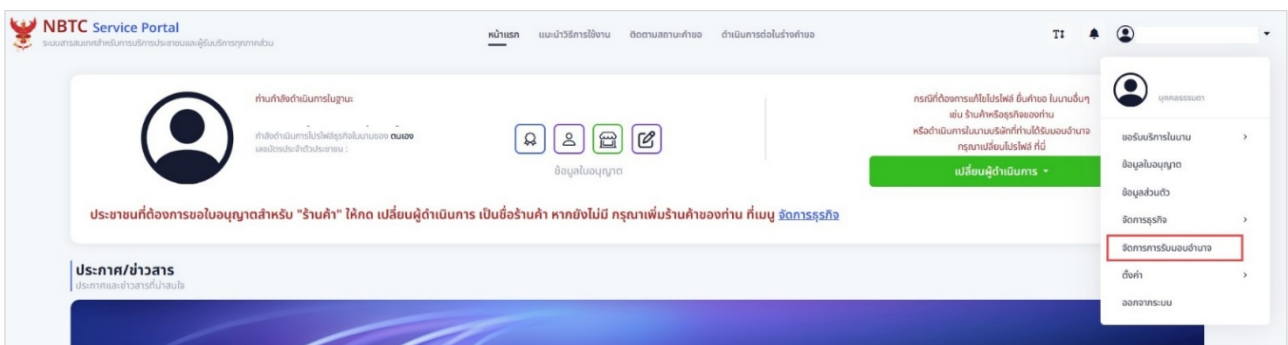 NBTC Service Portal
ระบบสารสนเทศสำหรับการบริการประชาชนและผู้รับบริการทุกภาคส่วน
หน้าแรก แนะนำวิธีการใช้งาน ติดตามสถานะคำขอ ดำเนินการต่อใบร่างคำขอ
ท่านกำลังดำเนินการในฐานะ
กำลังดำเนินการโปรไฟล์ธุรกิจในนามของ ตนเอง
เลขบัตรประจำตัวประชาชน :
ข้อมูลใบอนุญาต
กรณีที่ต้องการแก้ไขโปรไฟล์ ยื่นคำขอ ในนามอื่นๆ
เช่น ร้านค้าหรือธุรกิจของท่าน
หรือดำเนินการในนามบริษัทที่ท่านได้รับมอบอำนาจ
กรุณาเปลี่ยนโปรไฟล์ ที่นี่
เปลี่ยนผู้ดำเนินการ
ประชาชนที่ต้องการขอใบอนุญาตสำหรับ "ร้านค้า" ให้กด เปลี่ยนผู้ดำเนินการ เป็นชื่อร้านค้า หากยังไม่มี กรุณาเพิ่มร้านค้าของท่าน ที่เมนู จัดการธุรกิจ
ประกาศ/ข่าวสาร
ประกาศและข่าวสารที่น่าสนใจ
บุคคลธรรมดา
ขอรับบริการในนาม
ข้อมูลใบอนุญาต
ข้อมูลส่วนตัว
จัดการธุรกิจ
จัดการการรับมอบอำนาจ
ตั้งค่า
ออกจากระบบ